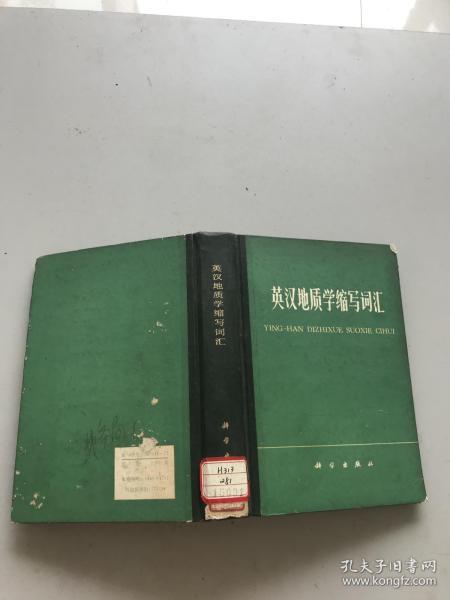 英汉地质学缩写词汇
YING-HAN DIZHIXUE SUOXIE CIHUI
科学出版社
英汉地质学缩写词汇
科学
H313
281
孔夫子旧书网
www.kongfz.com